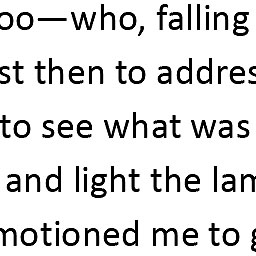 oo—who, falling
st then to addres
to see what was
and light the lam
motioned me to g